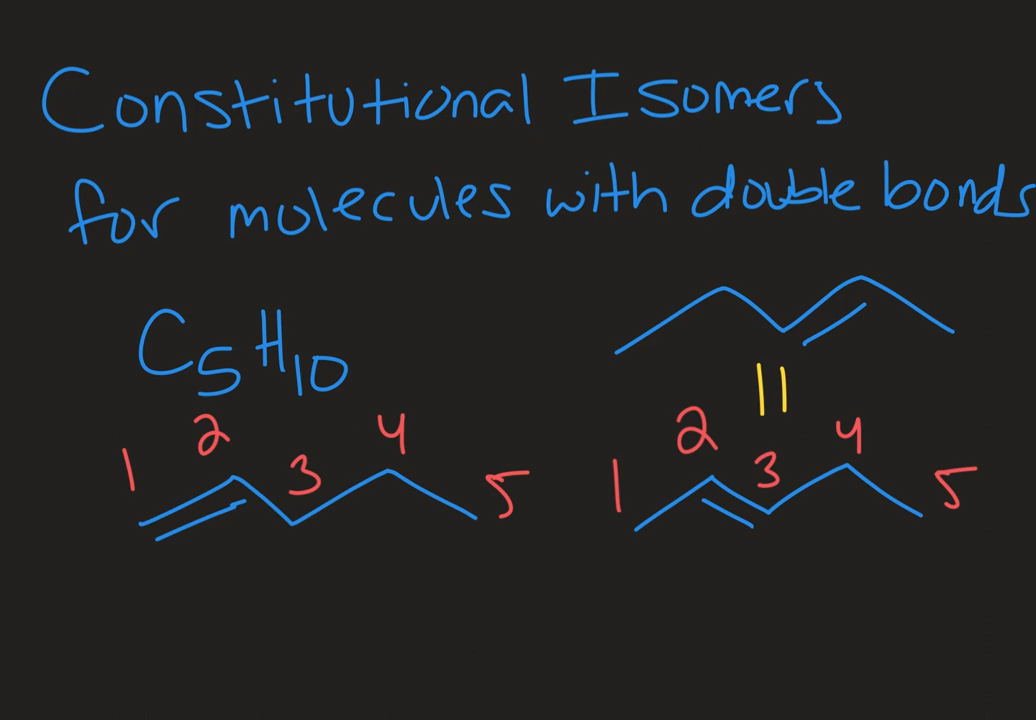 Constitutional Isomers
for molecules with double bonds
C5H10
1 2 3 4 5
1 2 3 4 5